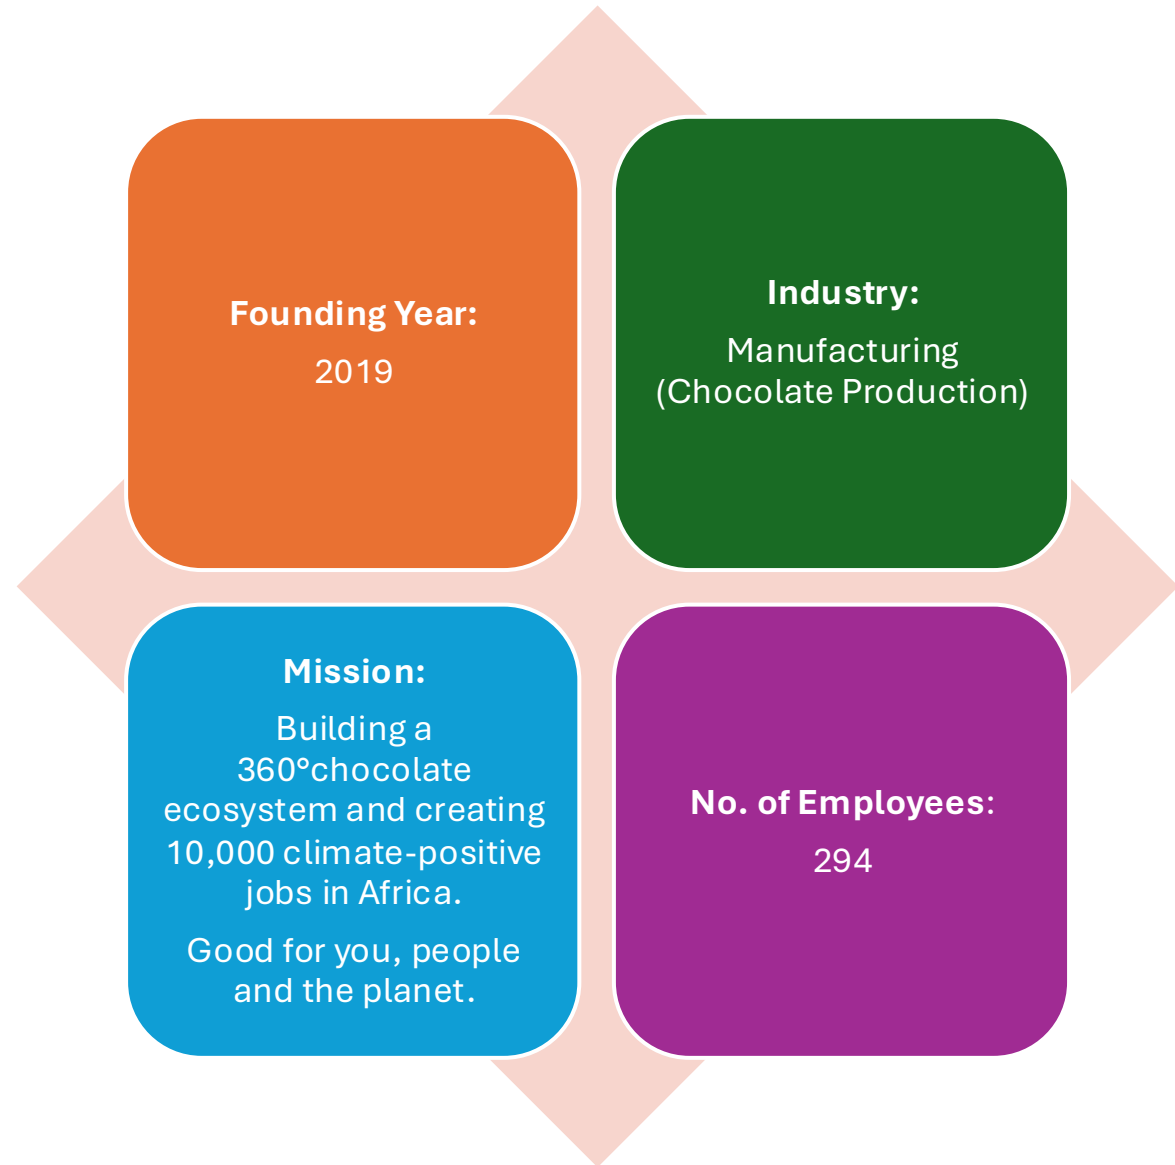 Founding Year:
2019
Industry:
Manufacturing
(Chocolate Production)
Mission:
Building a
360°chocolate
ecosystem and creating
10,000 climate-positive
jobs in Africa.
Good for you, people
and the planet.
No. of Employees:
294